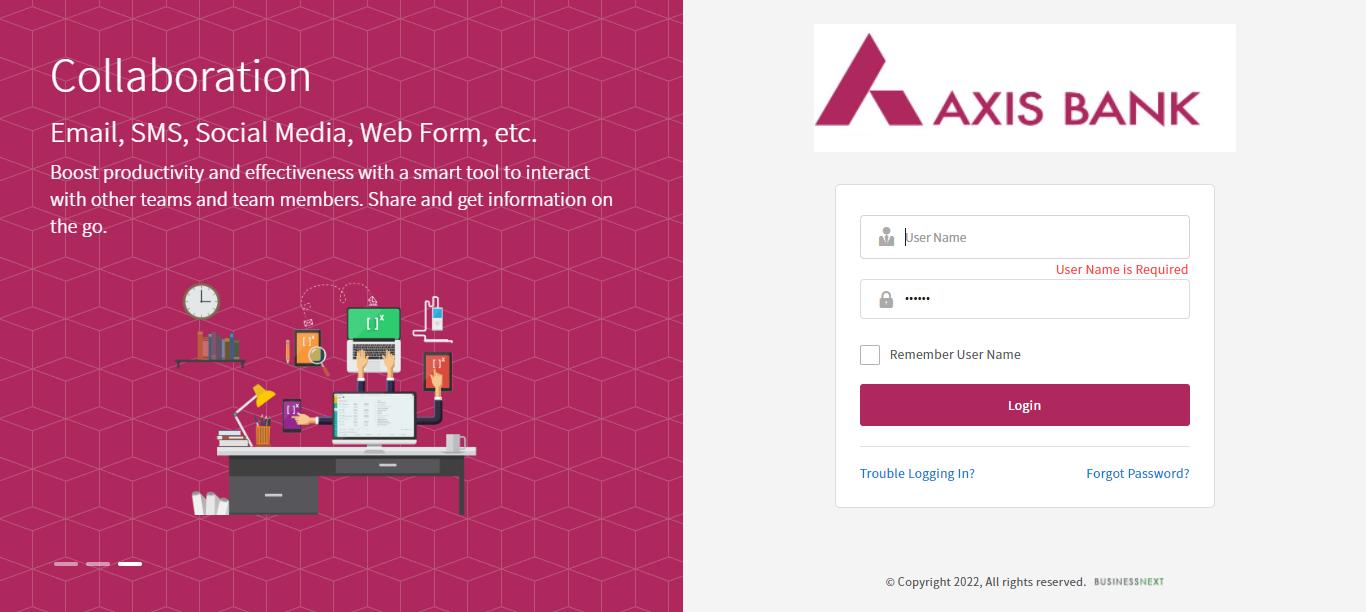 Collaboration
Email, SMS, Social Media, Web Form, etc.
Boost productivity and effectiveness with a smart tool to interact
with other teams and team members. Share and get information on
the go.
[ ]x
[ ]x
[ ]x
[ ]x
AXIS BANK
User Name
User Name is Required
••••••
Remember User Name
Login
Trouble Logging In?
Forgot Password?
© Copyright 2022, All rights reserved. BUSINESSNEXT